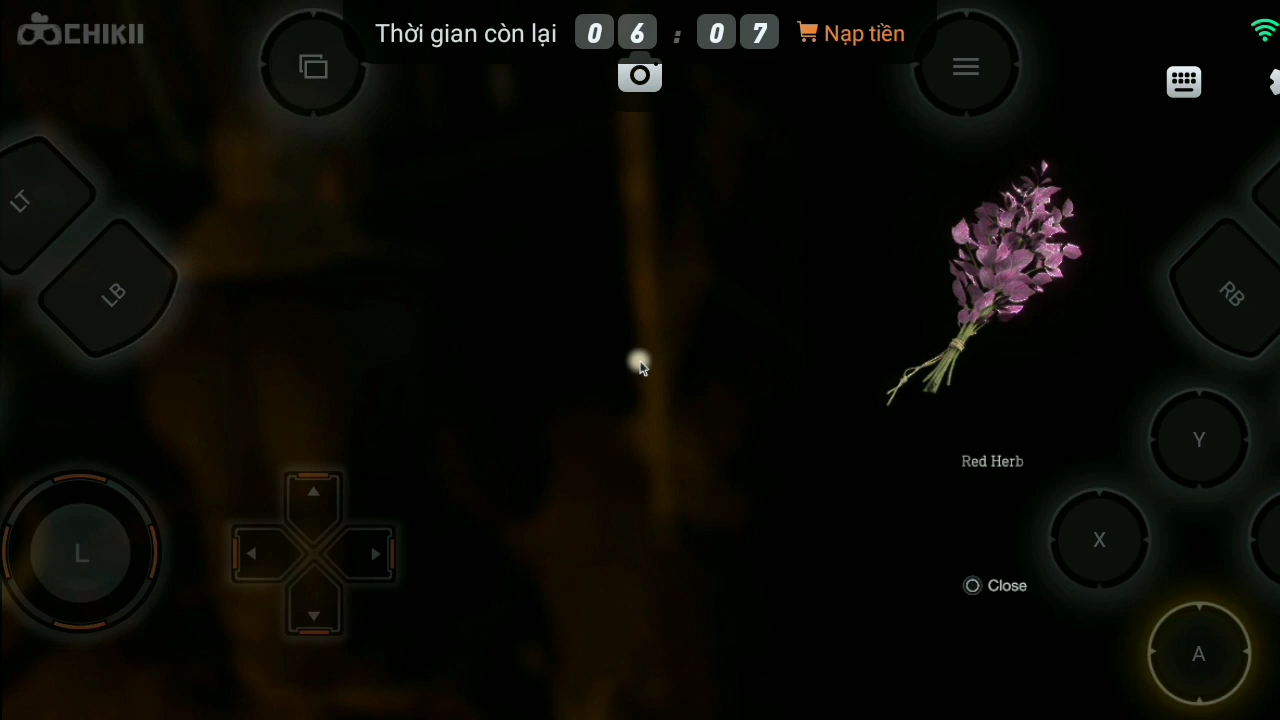 CHIKII
Thời gian còn lại 06 : 07 Nạp tiền
LT
LB
RB
Y
Red Herb
X
L
Close
A